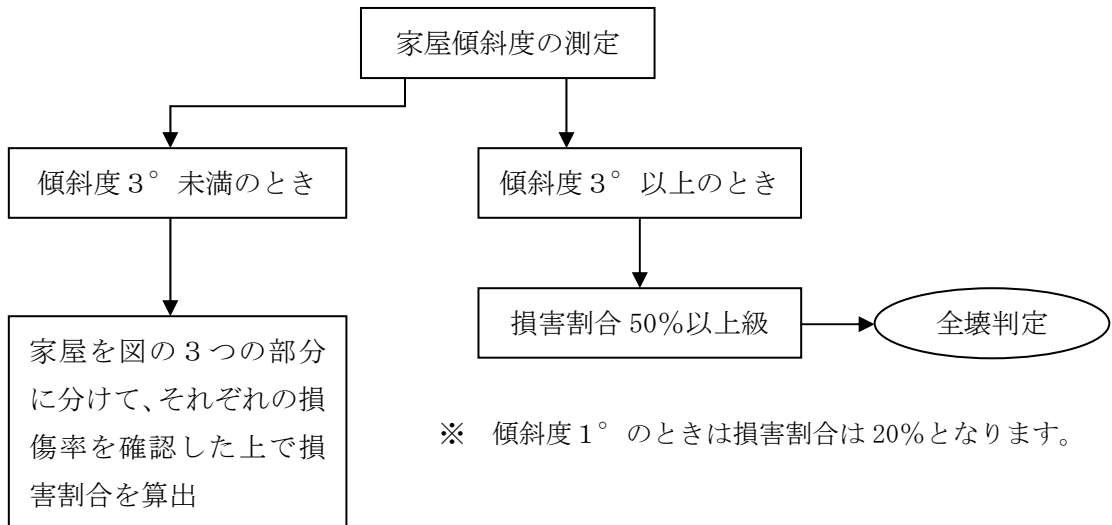 家屋傾斜度の測定
傾斜度３°未満のとき
傾斜度３°以上のとき
損害割合 50％以上級
全壊判定
家屋を図の３つの部分
に分けて、それぞれの損
傷率を確認した上で損
害割合を算出
※　傾斜度１°のときは損害割合は 20％となります。